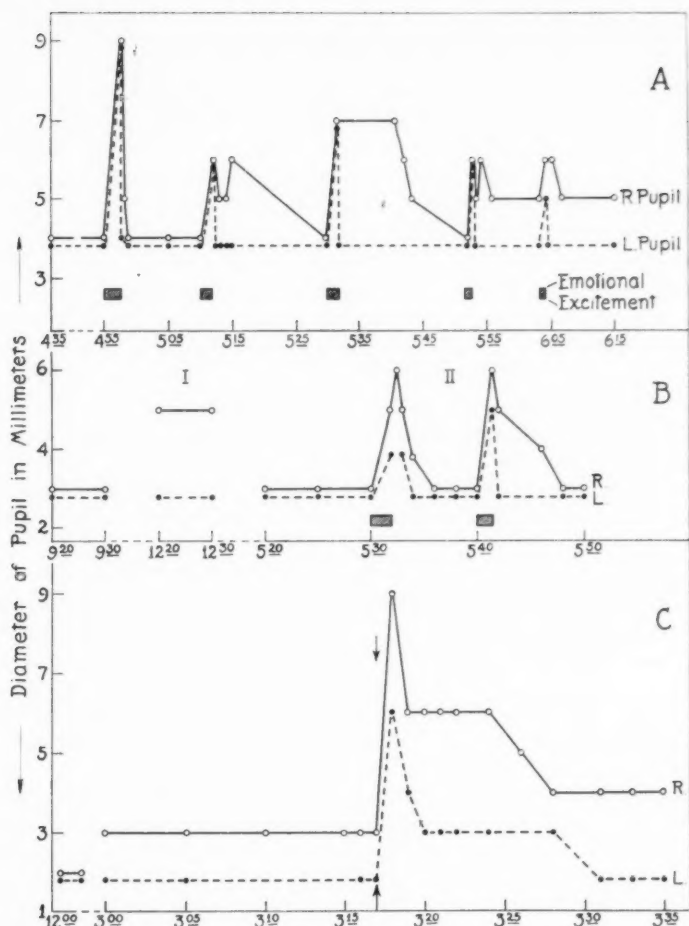 9
7
5
3
A
R Pupil
L. Pupil
Emotional
Excitement
4 35 4 55 5 05 5 15 5 25 5 35 5 45 5 55 6 05 6 15
Diameter of Pupil in Millimeters
6
4
2
I
II
B
R.
L.
9 20 9 30 12 20 12 30 5 20 5 30 5 40 5 50
9
7
5
3
1
C
R.
L.
12.00 3.00 3.05 3.10 3.15 3.20 3.25 3.30 3.35